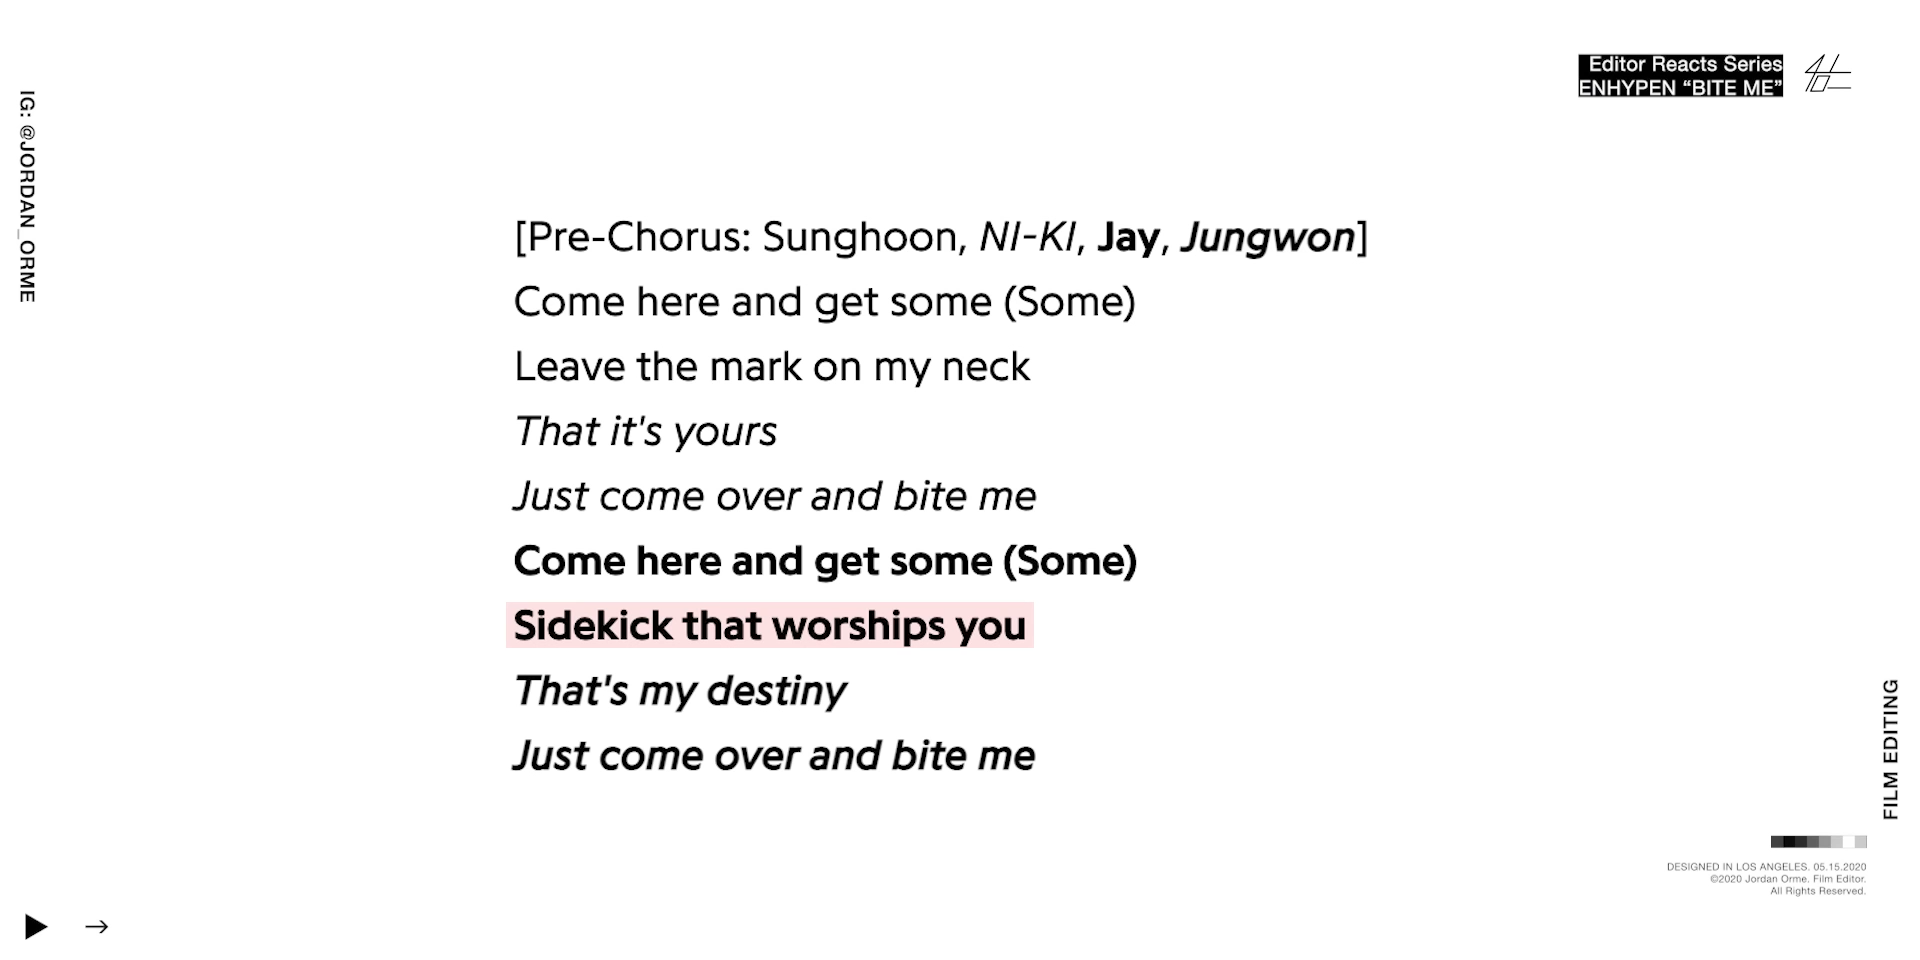 Editor Reacts Series
ENHYPEN “BITE ME”
IG: @JORDAN_ORME
[Pre-Chorus: Sunghoon, NI-KI, Jay, Jungwon]
Come here and get some (Some)
Leave the mark on my neck
That it's yours
Just come over and bite me
Come here and get some (Some)
Sidekick that worships you
That's my destiny
Just come over and bite me
FILM EDITING
DESIGNED IN LOS ANGELES. 05.15.2020
©2020 Jordan Orme. Film Editor.
All Rights Reserved.